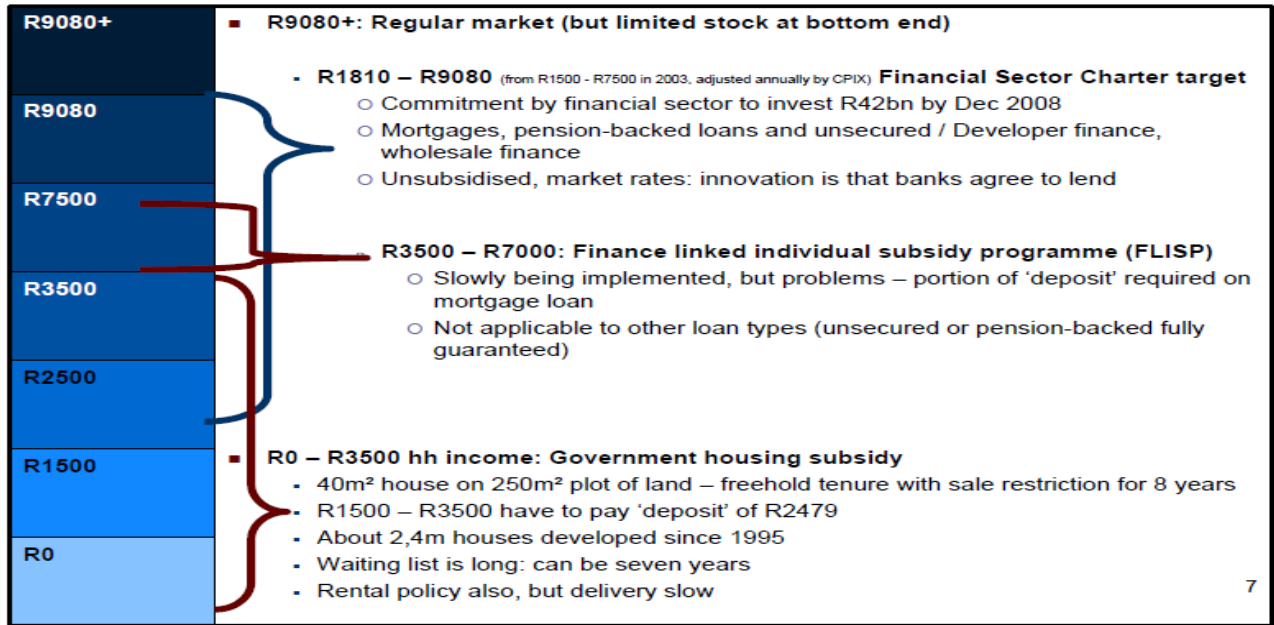 R9080+
R9080
R7500
R3500
R2500
R1500
R0
▪ R9080+: Regular market (but limited stock at bottom end)
▪ R1810 – R9080 (from R1500 - R7500 in 2003, adjusted annually by CPIX) Financial Sector Charter target
○ Commitment by financial sector to invest R42bn by Dec 2008
○ Mortgages, pension-backed loans and unsecured / Developer finance,
wholesale finance
○ Unsubsidised, market rates: innovation is that banks agree to lend
▪ R3500 – R7000: Finance linked individual subsidy programme (FLISP)
○ Slowly being implemented, but problems – portion of ‘deposit’ required on
mortgage loan
○ Not applicable to other loan types (unsecured or pension-backed fully
guaranteed)
▪ R0 – R3500 hh income: Government housing subsidy
▪ 40m² house on 250m² plot of land – freehold tenure with sale restriction for 8 years
▪ R1500 – R3500 have to pay ‘deposit’ of R2479
▪ About 2,4m houses developed since 1995
▪ Waiting list is long: can be seven years
▪ Rental policy also, but delivery slow
7